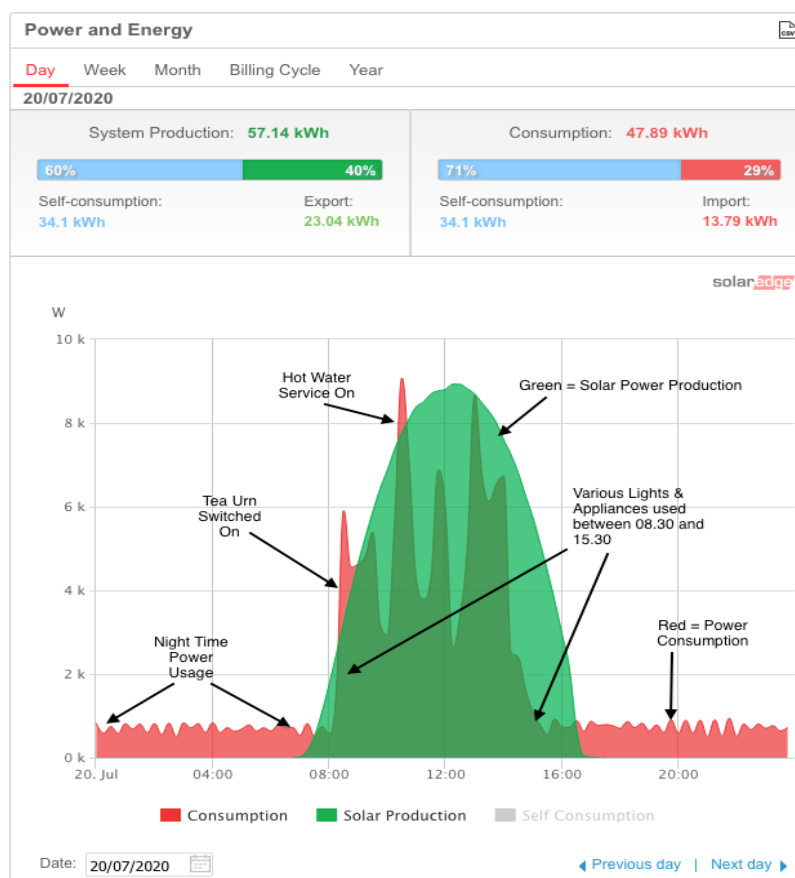 Power and Energy
CSV
Day Week Month Billing Cycle Year
20/07/2020
System Production: 57.14 kWh
Consumption: 47.89 kWh
60% 40%
71% 29%
Self-consumption: Export:
34.1 kWh 23.04 kWh
Self-consumption: Import:
34.1 kWh 13.79 kWh
solaredge
W
10 k
8 k
6 k
4 k
2 k
0 k
Hot Water
Service On
Green = Solar Power Production
Tea Urn
Switched
On
Various Lights &
Appliances used
between 08.30 and
15.30
Night Time
Power
Usage
Red = Power
Consumption
20. Jul 04:00 08:00 12:00 16:00 20:00
Consumption Solar Production Self Consumption
Date: 20/07/2020
Previous day | Next day